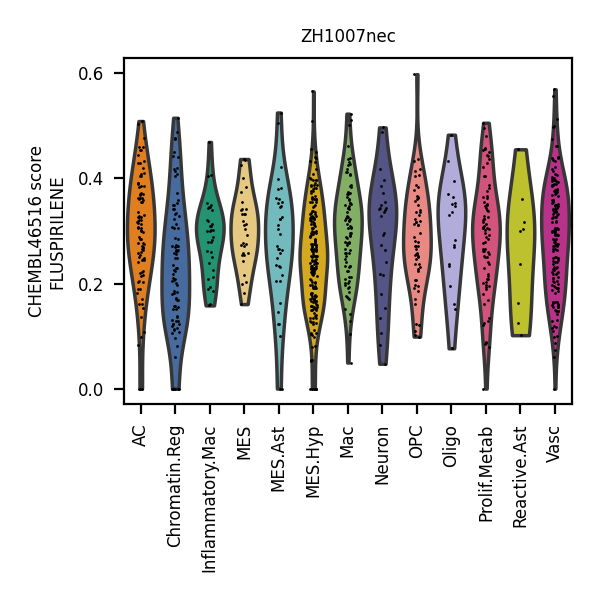 ZH1007nec
CHEMBL46516 score
FLUSPIRILENE
0.6
0.4
0.2
0.0
AC
Chromatin.Reg
Inflammatory.Mac
MES
MES.Ast
MES.Hyp
Mac
Neuron
OPC
Oligo
Prolif.Metab
Reactive.Ast
Vasc